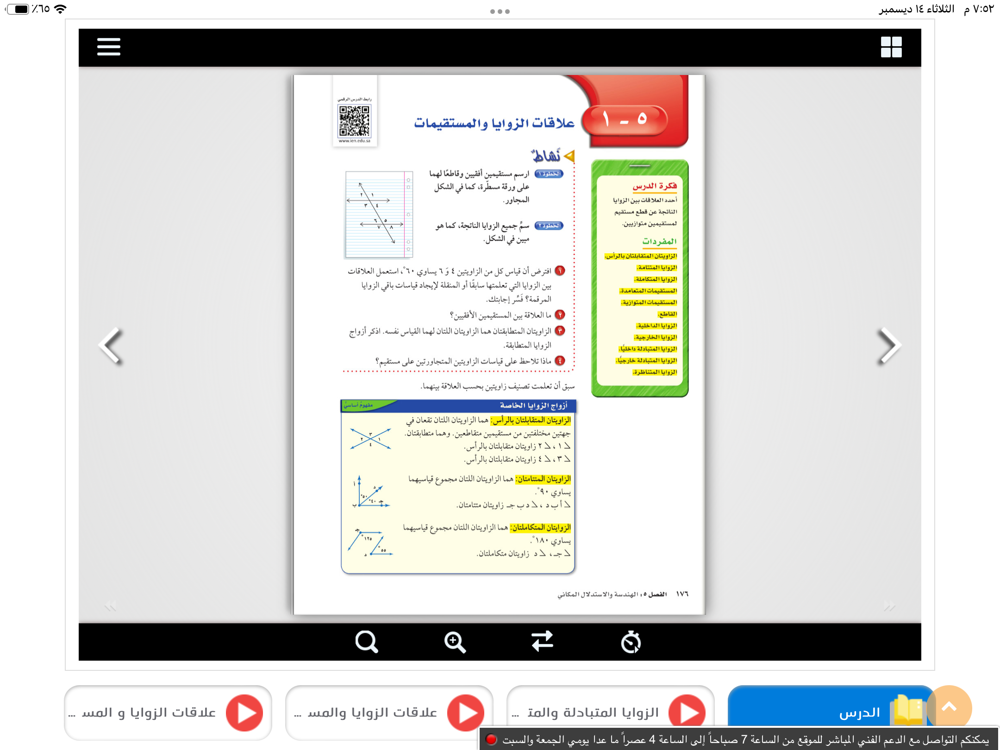 ٧:٥٢ م الثلاثاء ١٤ ديسمبر
٪٦٥
رابط الدرس الرقمي
www.ien.edu.sa
٥ - ١
علاقات الزوايا والمستقيمات
فكرة الدرس
أحدد العلاقات بين الزوايا
الناتجة عن قطع مستقيم
لمستقيمين متوازيين.
المفردات
الزاويتان المتقابلتان بالرأس.
الزوايا المتتامة.
الزوايا المتكاملة.
المستقيمات المتعامدة.
المستقيمات المتوازية.
القاطع.
الزوايا الداخلية.
الزوايا الخارجية.
الزوايا المتبادلة داخليًّا.
الزوايا المتبادلة خارجيًّا.
الزوايا المتناظرة.
نَشاطٌ
الخطوة ١ ارسم مستقيمين أفقيين وقاطعًا لهما
على ورقة مسطّرة، كما في الشكل
المجاور.
الخطوة ٢ سمِّ جميع الزوايا الناتجة، كما هو
مبين في الشكل.
١ ٢
٤ ٣
٥ ٦
٨ ٧
١ افترض أن قياس كل من الزاويتين ٤ وَ ٦ يساوي ٦٠°، استعمل العلاقات
بين الزوايا التي تعلمتها سابقًا أو المنقلة لإيجاد قياسات باقي الزوايا
المرقمة؟ فَسِّر إجابتك.
٢ ما العلاقة بين المستقيمين الأفقيين؟
٣ الزاويتان المتطابقتان هما الزاويتان اللتان لهما القياس نفسه. اذكر أزواج
الزوايا المتطابقة.
٤ ماذا تلاحظ على قياسات الزاويتين المتجاورتين على مستقيم؟
سبق أن تعلمت تصنيف زاويتين بحسب العلاقة بينهما.
أزواج الزوايا الخاصة
مفهومٌ أساسيٌّ
الزاويتان المتقابلتان بالرأس: هما الزاويتان اللتان تقعان في
جهتين مختلفتين من مستقيمين متقاطعين. وهما متطابقتان.
∠ ١ ، ∠ ٢ زاويتان متقابلتان بالرأس.
∠ ٣ ، ∠ ٤ زاويتان متقابلتان بالرأس.
٣
١ ٢
٤
الزاويتان المتتامتان: هما الزاويتان اللتان مجموع قياسيهما
يساوي ٩٠°.
∠ أ ب د ، ∠ د ب جـ زاويتان متتامتان.
أ
د
٥٠°
جـ ٤٠°
ب
الزوايتان المتكاملتان: هما الزاويتان اللتان مجموع قياسيهما
يساوي ١٨٠°.
∠ جـ ، ∠ د زاويتان متكاملتان.
جـ
١٢٥°
٥٥°
د
١٧٦ الفصل ٥: الهندسة والاستدلال المكاني
الدرس
الزوايا المتبادلة والمتـ ...
علاقات الزوايا والمسـ ...
علاقات الزوايا و المسـ ...
يمكنكم التواصل مع الدعم الفني المباشر للموقع من الساعة 7 صباحاً إلى الساعة 4 عصراً ما عدا يومي الجمعة والسبت